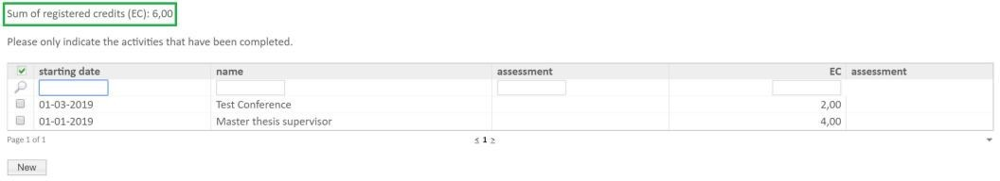 Sum of registered credits (EC): 6,00
Please only indicate the activities that have been completed.
starting date name assessment EC assessment
01-03-2019 Test Conference 2,00
01-01-2019 Master thesis supervisor 4,00
Page 1 of 1 ≤ 1 ≥
New